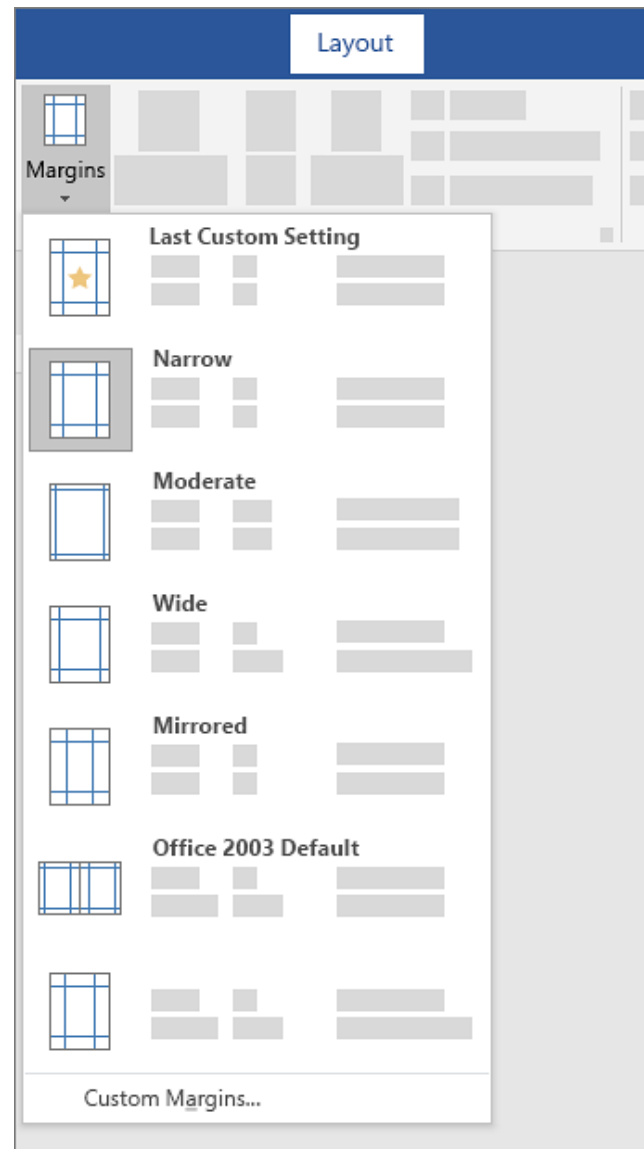 Layout
Margins
Last Custom Setting
Narrow
Moderate
Wide
Mirrored
Office 2003 Default
Custom Margins...